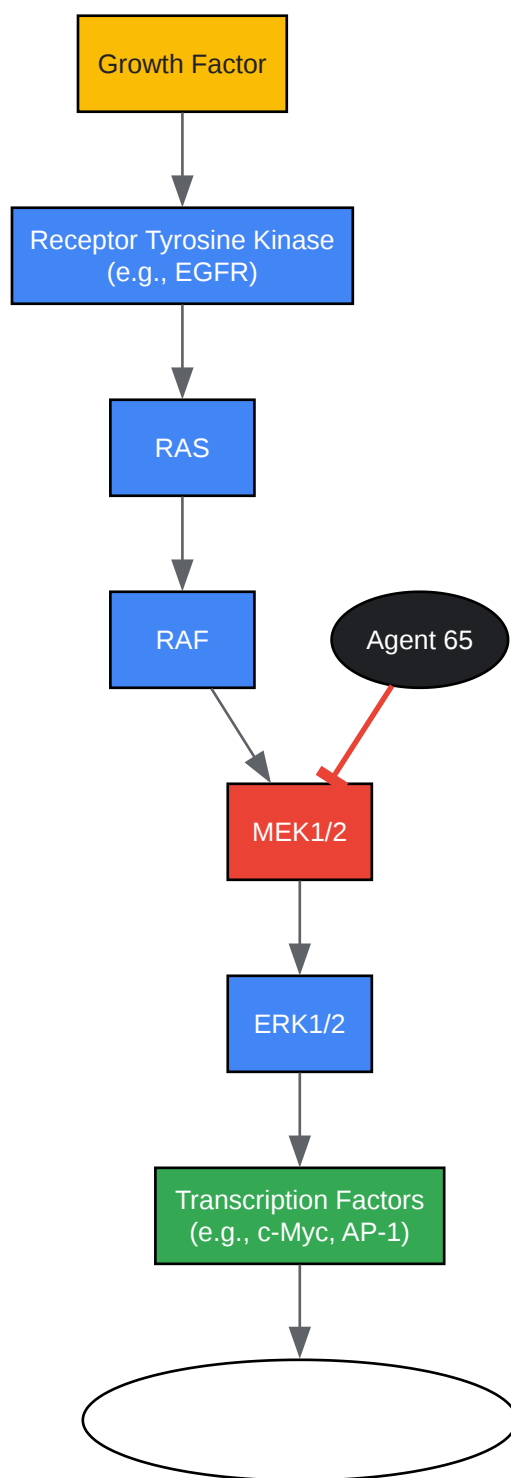 Growth Factor
Receptor Tyrosine Kinase
(e.g., EGFR)
RAS
RAF
Agent 65
MEK1/2
ERK1/2
Transcription Factors
(e.g., c-Myc, AP-1)